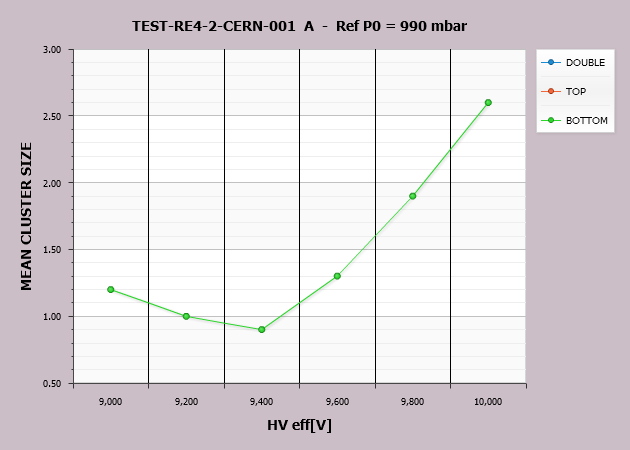 TEST-RE4-2-CERN-001 A - Ref P0 = 990 mbar
DOUBLE
TOP
BOTTOM
MEAN CLUSTER SIZE
3.00
2.50
2.00
1.50
1.00
0.50
9,000 9,200 9,400 9,600 9,800 10,000
HV eff[V]